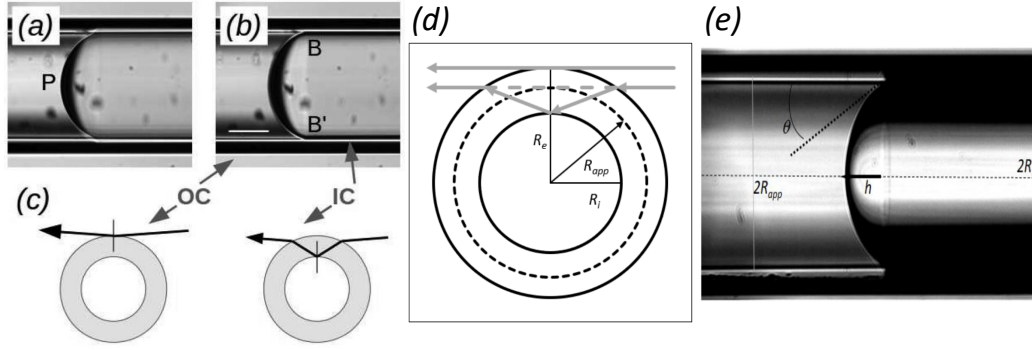 (a)
P
(b)
B
B'
(c)
OC
IC
(d)
R_e
R_app
R_i
(e)
θ
2R_app
h
2R